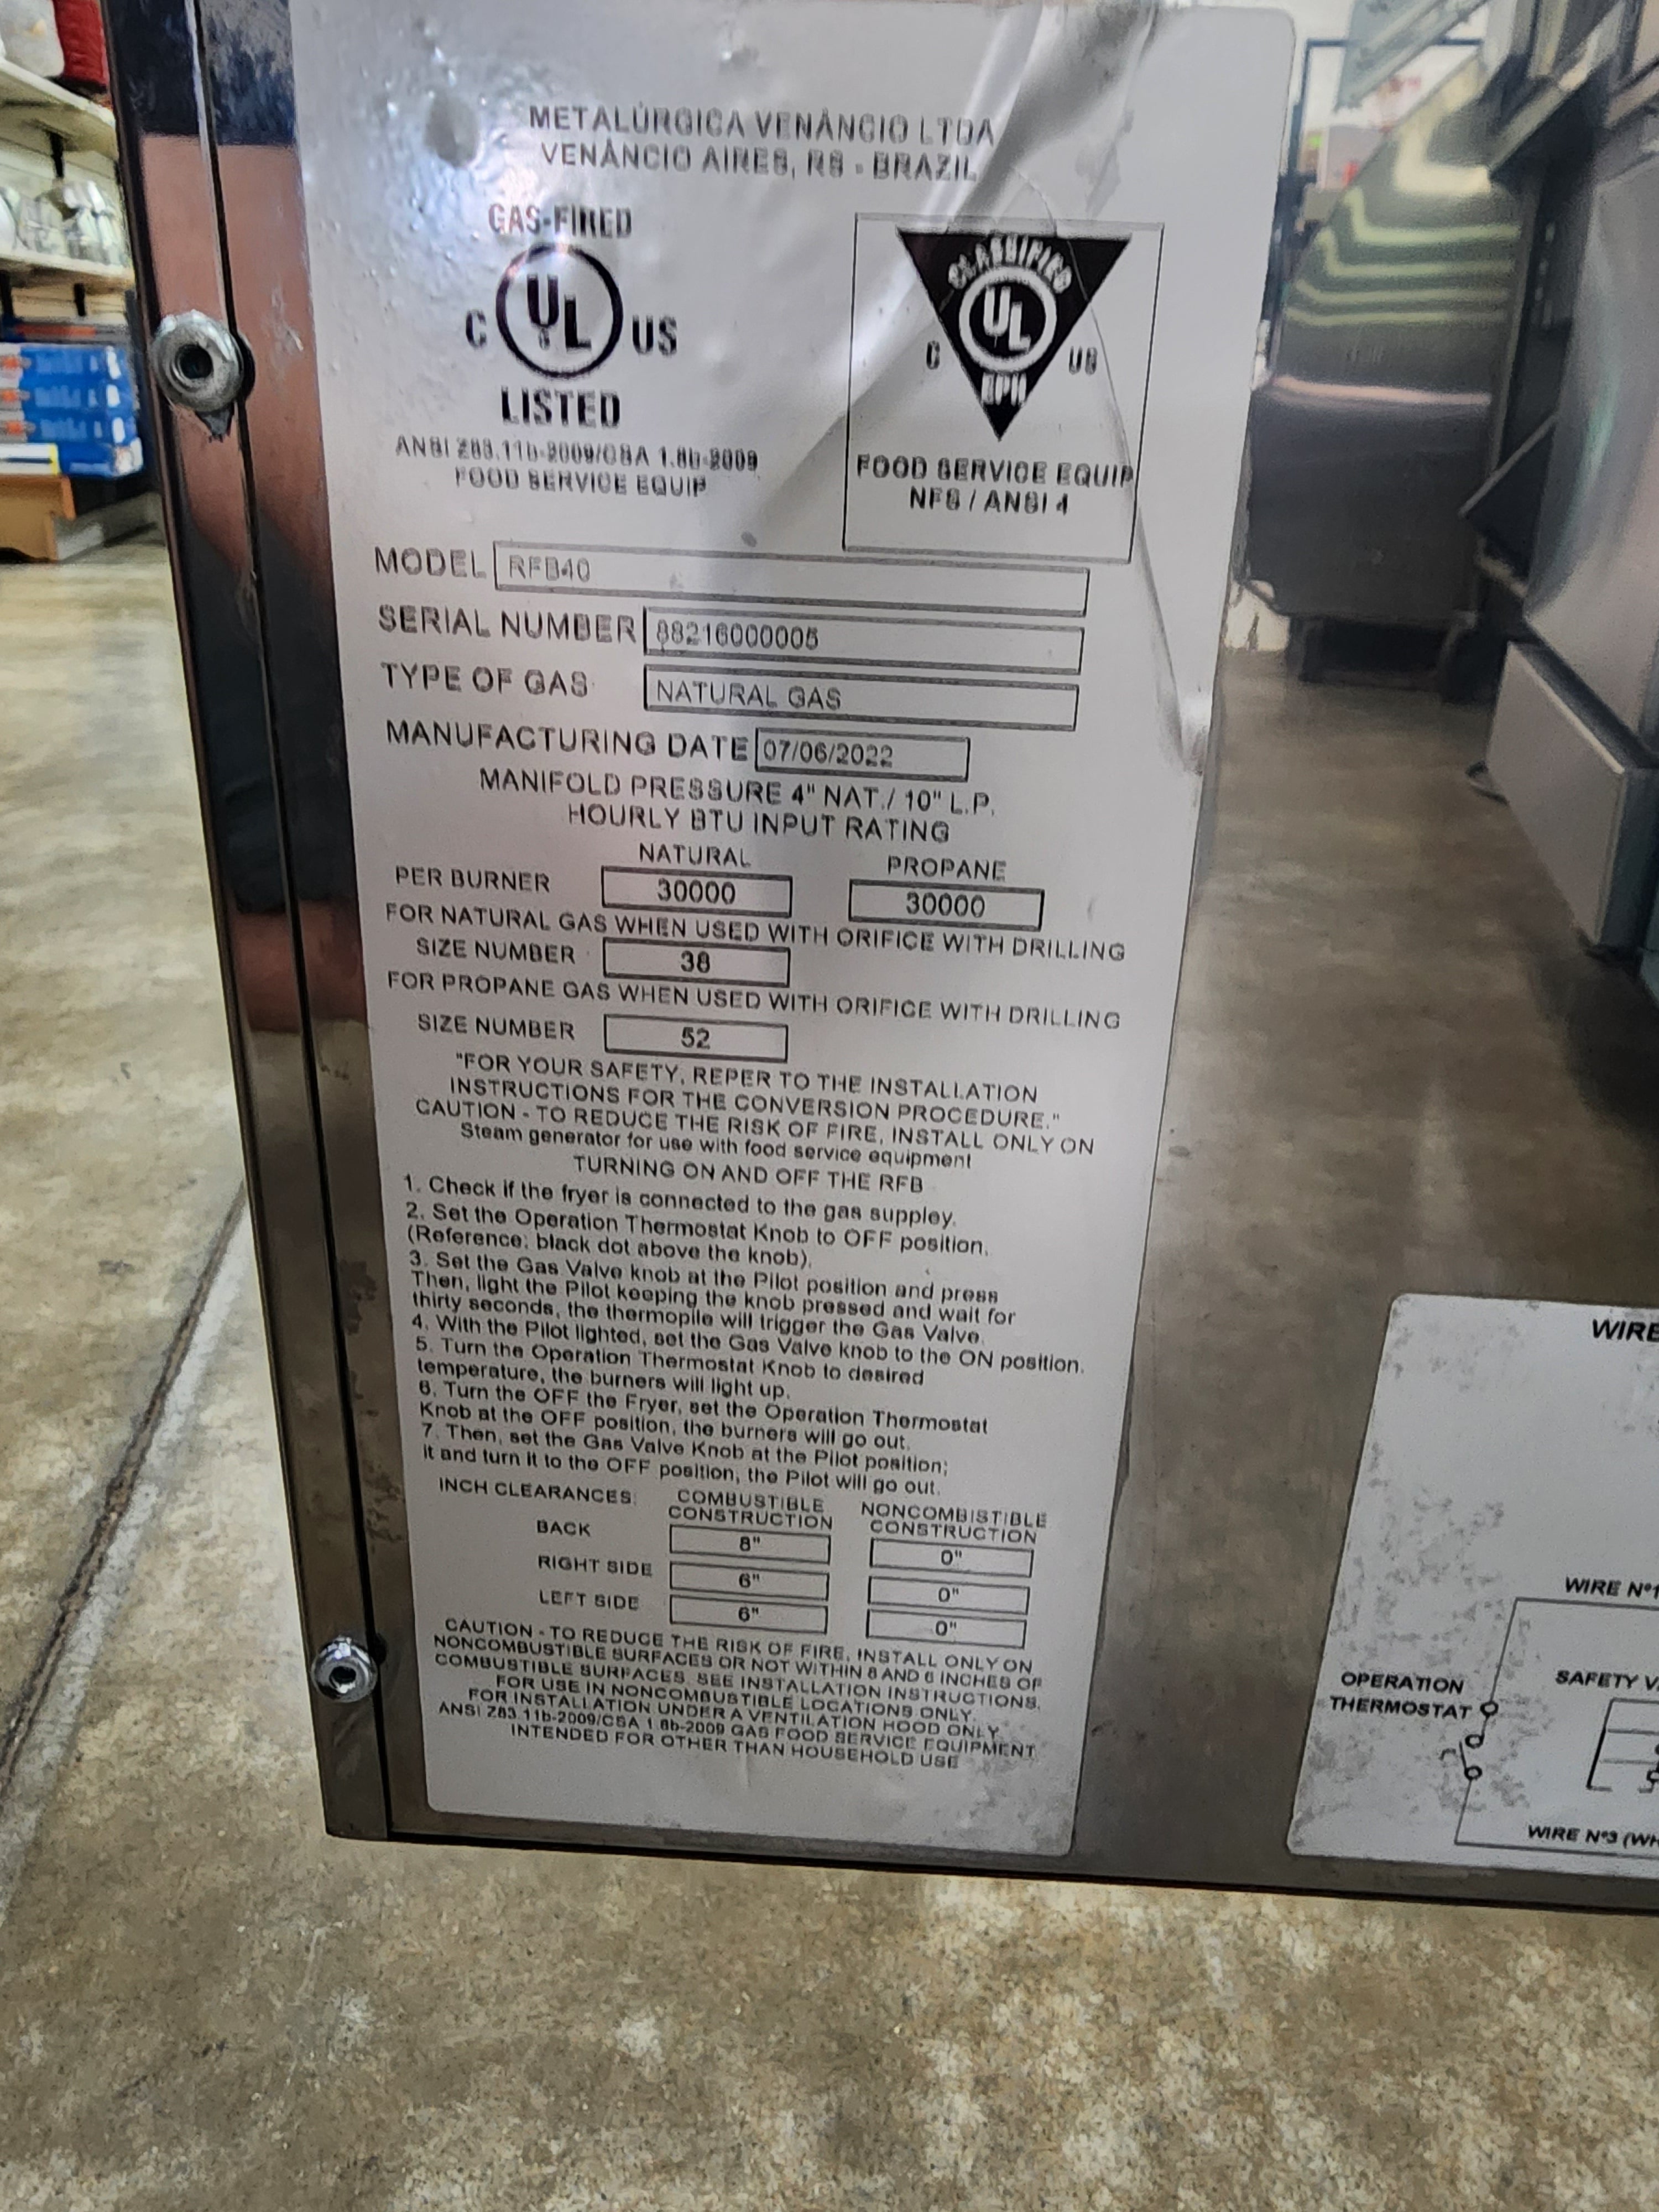 METALÚRGICA VENÂNCIO LTDA
VENÂNCIO AIRES, RS - BRAZIL
GAS-FIRED
C UL US
LISTED
ANSI Z83.11b-2009/CSA 1.8b-2009
FOOD SERVICE EQUIP
CLASSIFIED
C UL US
EPH
FOOD SERVICE EQUIP
NFS / ANSI 4
MODEL RFB40
SERIAL NUMBER 88216000005
TYPE OF GAS NATURAL GAS
MANUFACTURING DATE 07/06/2022
MANIFOLD PRESSURE 4" NAT./ 10" L.P.
HOURLY BTU INPUT RATING
NATURAL PROPANE
PER BURNER 30000 30000
FOR NATURAL GAS WHEN USED WITH ORIFICE WITH DRILLING
SIZE NUMBER 38
FOR PROPANE GAS WHEN USED WITH ORIFICE WITH DRILLING
SIZE NUMBER 52
"FOR YOUR SAFETY, REPER TO THE INSTALLATION
INSTRUCTIONS FOR THE CONVERSION PROCEDURE."
CAUTION - TO REDUCE THE RISK OF FIRE, INSTALL ONLY ON
Steam generator for use with food service equipment
TURNING ON AND OFF THE RFB
1. Check if the fryer is connected to the gas suppley.
2. Set the Operation Thermostat Knob to OFF position.
(Reference: black dot above the knob).
3. Set the Gas Valve knob at the Pilot position and press
Then, light the Pilot keeping the knob pressed and wait for
thirty seconds, the thermopile will trigger the Gas Valve.
4. With the Pilot lighted, set the Gas Valve knob to the ON position.
5. Turn the Operation Thermostat Knob to desired
temperature, the burners will light up.
6. Turn the OFF the Fryer, set the Operation Thermostat
Knob at the OFF position, the burners will go out.
7. Then, set the Gas Valve Knob at the Pilot position;
it and turn it to the OFF position, the Pilot will go out.
INCH CLEARANCES: COMBUSTIBLE CONSTRUCTION NONCOMBISTIBLE CONSTRUCTION
BACK 8" 0"
RIGHT SIDE 6" 0"
LEFT SIDE 6" 0"
CAUTION - TO REDUCE THE RISK OF FIRE, INSTALL ONLY ON
NONCOMBUSTIBLE SURFACES OR NOT WITHIN 8 AND 6 INCHES OF
COMBUSTIBLE SURFACES. SEE INSTALLATION INSTRUCTIONS.
FOR USE IN NONCOMBUSTIBLE LOCATIONS ONLY.
FOR INSTALLATION UNDER A VENTILATION HOOD ONLY.
ANSI Z83.11b-2009/CSA 1.8b-2009 GAS FOOD SERVICE EQUIPMENT
INTENDED FOR OTHER THAN HOUSEHOLD USE
WIRE
WIRE Nº1
OPERATION
THERMOSTAT
SAFETY
WIRE Nº3